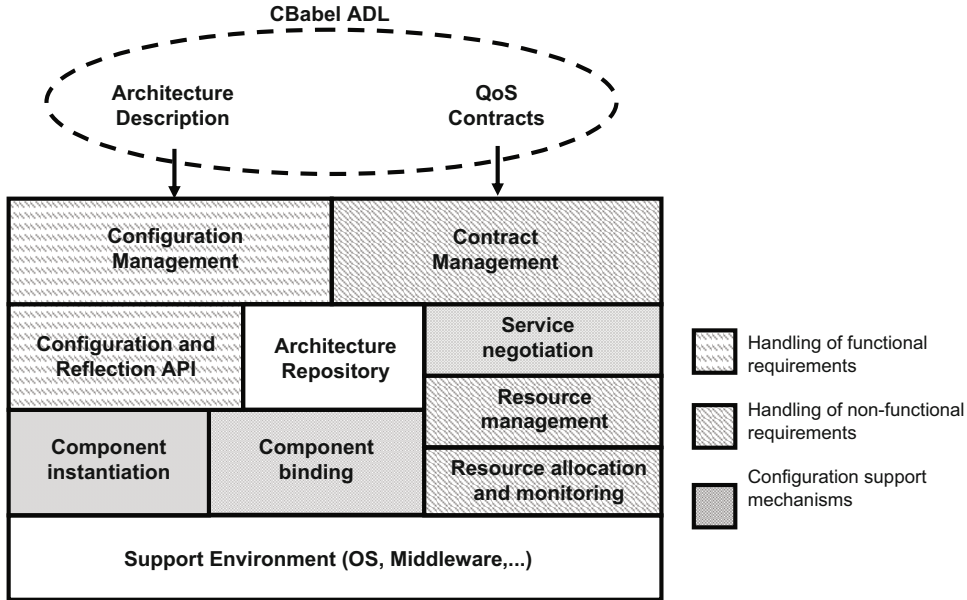 CBabel ADL
Architecture
Description
QoS
Contracts
Configuration
Management
Contract
Management
Configuration and
Reflection API
Architecture
Repository
Service
negotiation
Resource
management
Component
instantiation
Component
binding
Resource allocation
and monitoring
Support Environment (OS, Middleware,...)
Handling of functional
requirements
Handling of non-functional
requirements
Configuration support
mechanisms